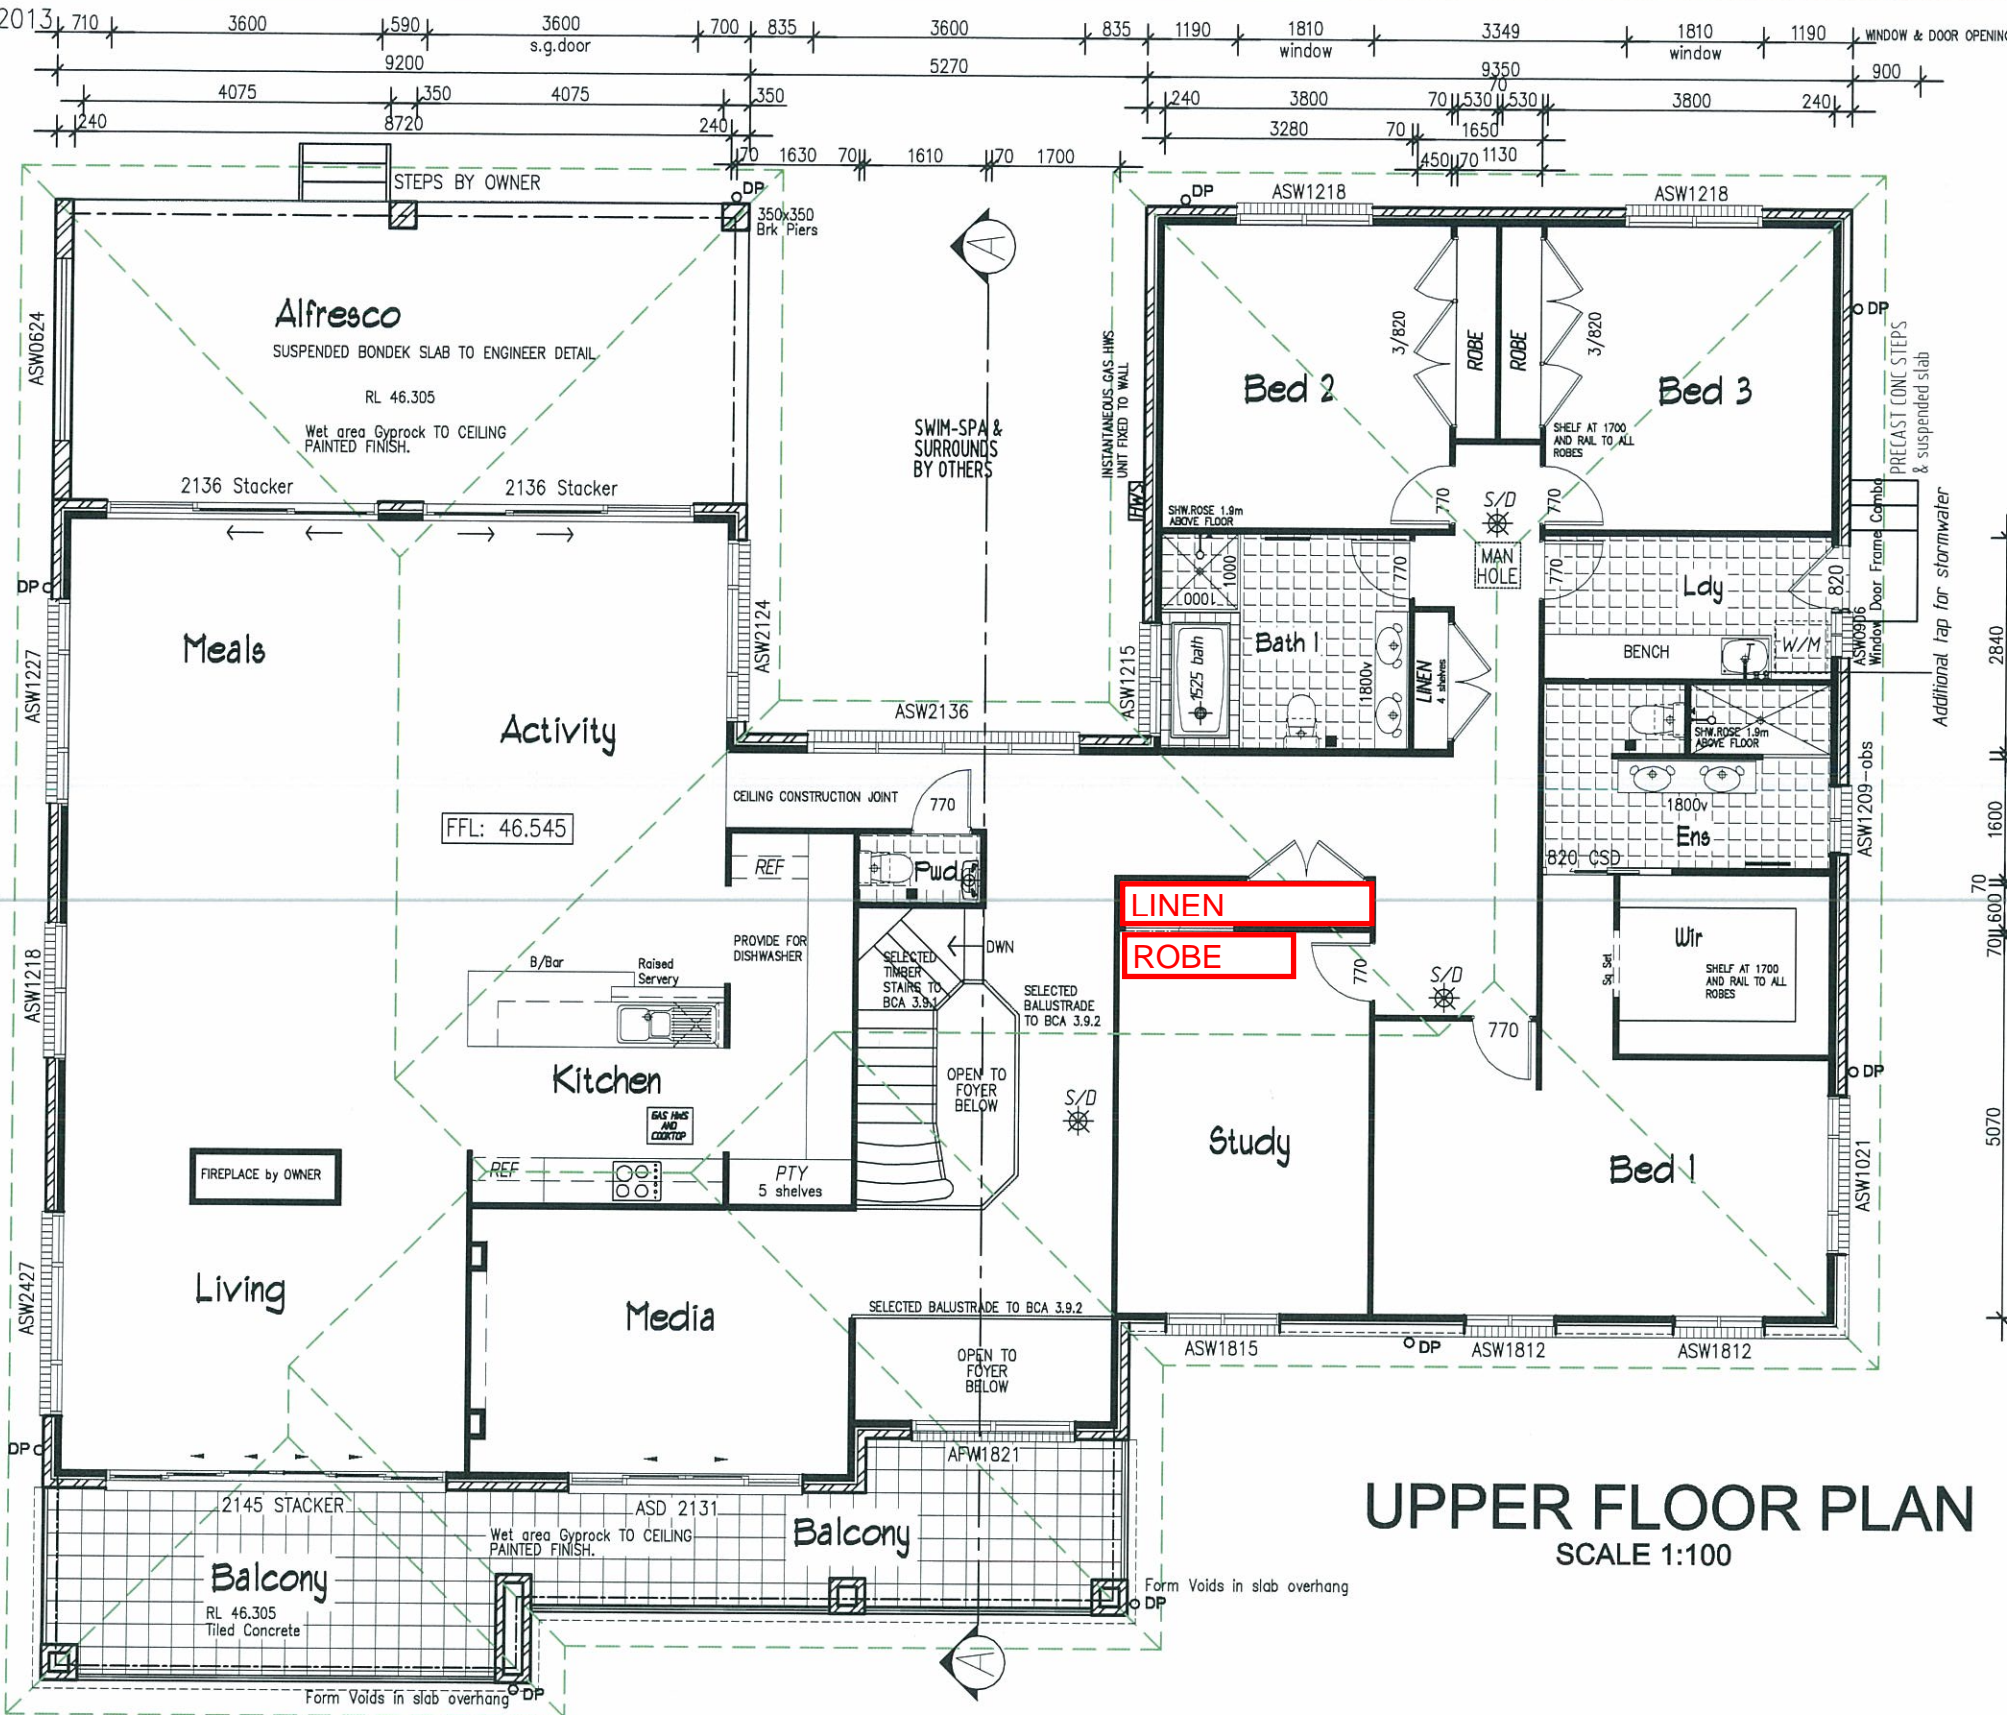 2013
710 3600 590 3600 700 835 3600 835 1190 1810 3349 1810 1190 WINDOW & DOOR OPENING
s.g.door window window
9200 5270 9350 900
4075 350 4075 350 240 3800 70 530 70 530 3800 240
240 8720 240 3280 70 1650
70 1630 70 1610 70 1700 450 70 1130
STEPS BY OWNER
DP
350x350
Brk Piers
DP
ASW1218
ASW1218
A
ASW0624
Alfresco
SUSPENDED BONDEK SLAB TO ENGINEER DETAIL
RL 46.305
Wet area Gyprock TO CEILING
PAINTED FINISH.
2136 Stacker
2136 Stacker
SWIM-SPA &
SURROUNDS
BY OTHERS
INSTANTANEOUS GAS HWS
UNIT FIXED TO WALL
HWS
Bed 2
3/820
ROBE
ROBE
3/820
Bed 3
SHELF AT 1700
AND RAIL TO ALL
ROBES
DP
PRECAST CONC STEPS
& suspended slab
SHW.ROSE 1.9m
ABOVE FLOOR
770
S/D
770
MAN
HOLE
1000
1000
770
770
Ldy
820
ASW0906
Window Door Frame Combo
Additional tap for stormwater
DP
Meals
ASW1227
Activity
ASW2124
ASW2136
ASW1215
1525 bath
Bath 1
1800v
LINEN
4 shelves
BENCH
T
W/M
2840
SHW.ROSE 1.9m
ABOVE FLOOR
1800v
Ens
ASW1209-obs
1600
820 CSD
CEILING CONSTRUCTION JOINT
770
FFL: 46.545
REF
Pwd
LINEN
ROBE
770
70
600
70
PROVIDE FOR
DISHWASHER
DWN
SELECTED
TIMBER
STAIRS TO
BCA 3.9.1
SELECTED
BALUSTRADE
TO BCA 3.9.2
S/D
Wir
Sq Set
SHELF AT 1700
AND RAIL TO ALL
ROBES
ASW1218
B/Bar
Raised
Servery
770
Kitchen
OPEN TO
FOYER
BELOW
S/D
DP
GAS HWS
AND
COOKTOP
Study
Bed 1
ASW1021
5070
FIREPLACE by OWNER
REF
PTY
5 shelves
Living
ASW2427
Media
SELECTED BALUSTRADE TO BCA 3.9.2
OPEN TO
FOYER
BELOW
ASW1815
DP
ASW1812
ASW1812
DP
AFW1821
2145 STACKER
ASD 2131
Wet area Gyprock TO CEILING
PAINTED FINISH.
Balcony
Balcony
RL 46.305
Tiled Concrete
Form Voids in slab overhang
DP
Form Voids in slab overhang
DP
A
UPPER FLOOR PLAN
SCALE 1:100